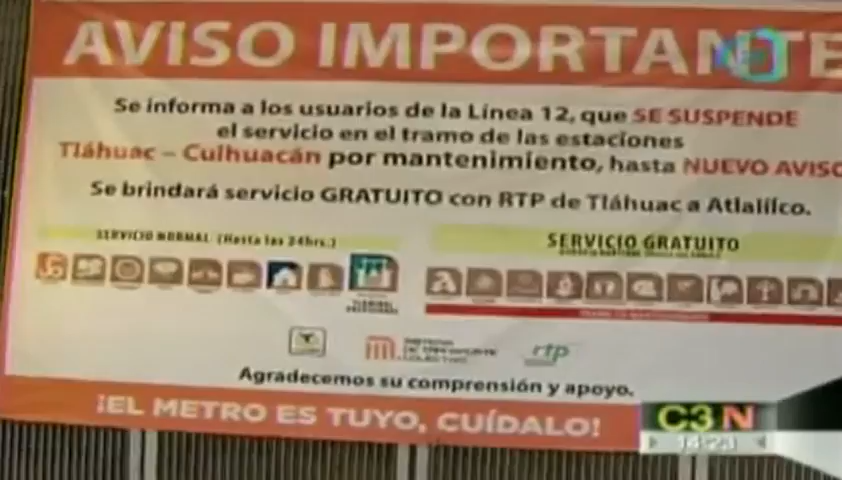 AVISO IMPORTANTE
Se informa a los usuarios de la Línea 12, que SE SUSPENDE
el servicio en el tramo de las estaciones
Tláhuac – Culhuacán por mantenimiento, hasta NUEVO AVISO
Se brindará servicio GRATUITO con RTP de Tláhuac a Atlalilco.
SERVICIO NORMAL (Hasta las 24hrs.)
SERVICIO GRATUITO
rtp
Agradecemos su comprensión y apoyo.
¡EL METRO ES TUYO, CUÍDALO!
C3N
14:23